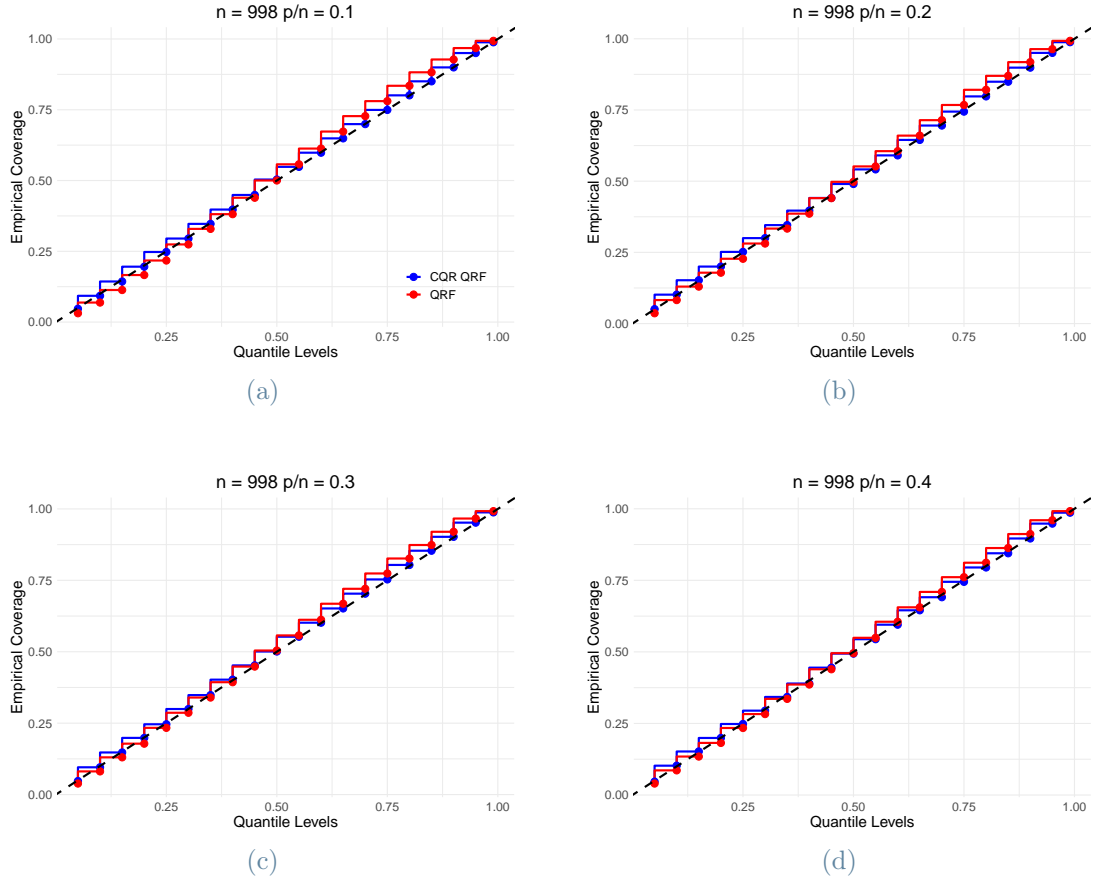 n = 998 p/n = 0.1
1.00
0.75
0.50
0.25
0.00
Empirical Coverage
CQR QRF
QRF
0.25
0.50
0.75
1.00
Quantile Levels
(a)
n = 998 p/n = 0.2
1.00
0.75
0.50
0.25
0.00
Empirical Coverage
0.25
0.50
0.75
1.00
Quantile Levels
(b)
n = 998 p/n = 0.3
1.00
0.75
0.50
0.25
0.00
Empirical Coverage
0.25
0.50
0.75
1.00
Quantile Levels
(c)
n = 998 p/n = 0.4
1.00
0.75
0.50
0.25
0.00
Empirical Coverage
0.25
0.50
0.75
1.00
Quantile Levels
(d)